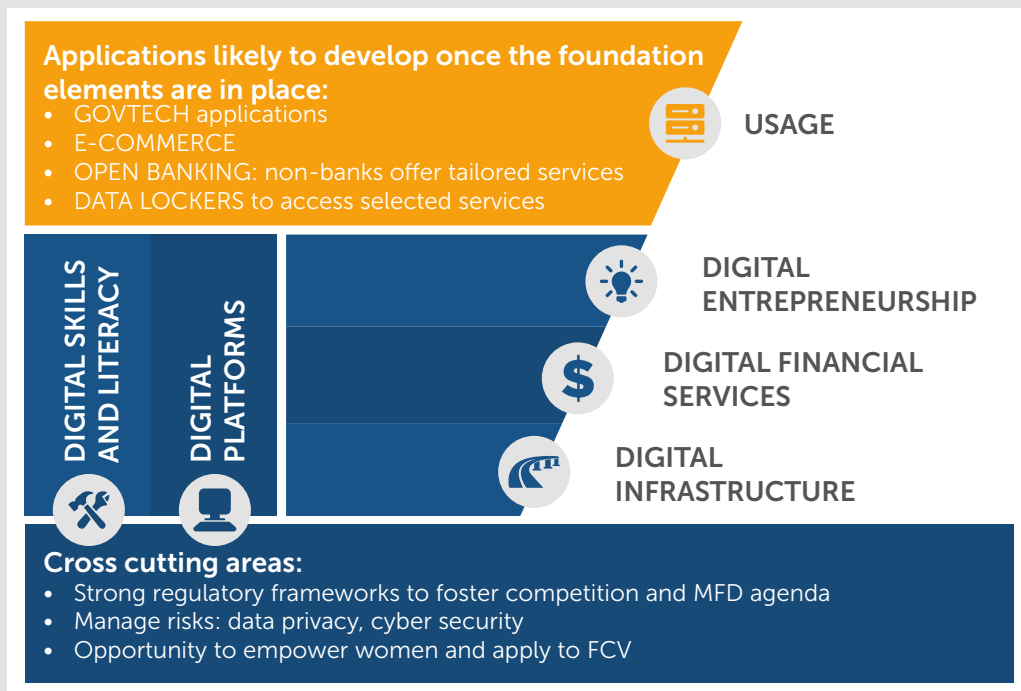 Applications likely to develop once the foundation
elements are in place:
• GOVTECH applications
• E-COMMERCE
• OPEN BANKING: non-banks offer tailored services
• DATA LOCKERS to access selected services
USAGE
DIGITAL SKILLS
AND LITERACY
DIGITAL
PLATFORMS
DIGITAL
ENTREPRENEURSHIP
$
DIGITAL FINANCIAL
SERVICES
DIGITAL
INFRASTRUCTURE
Cross cutting areas:
• Strong regulatory frameworks to foster competition and MFD agenda
• Manage risks: data privacy, cyber security
• Opportunity to empower women and apply to FCV